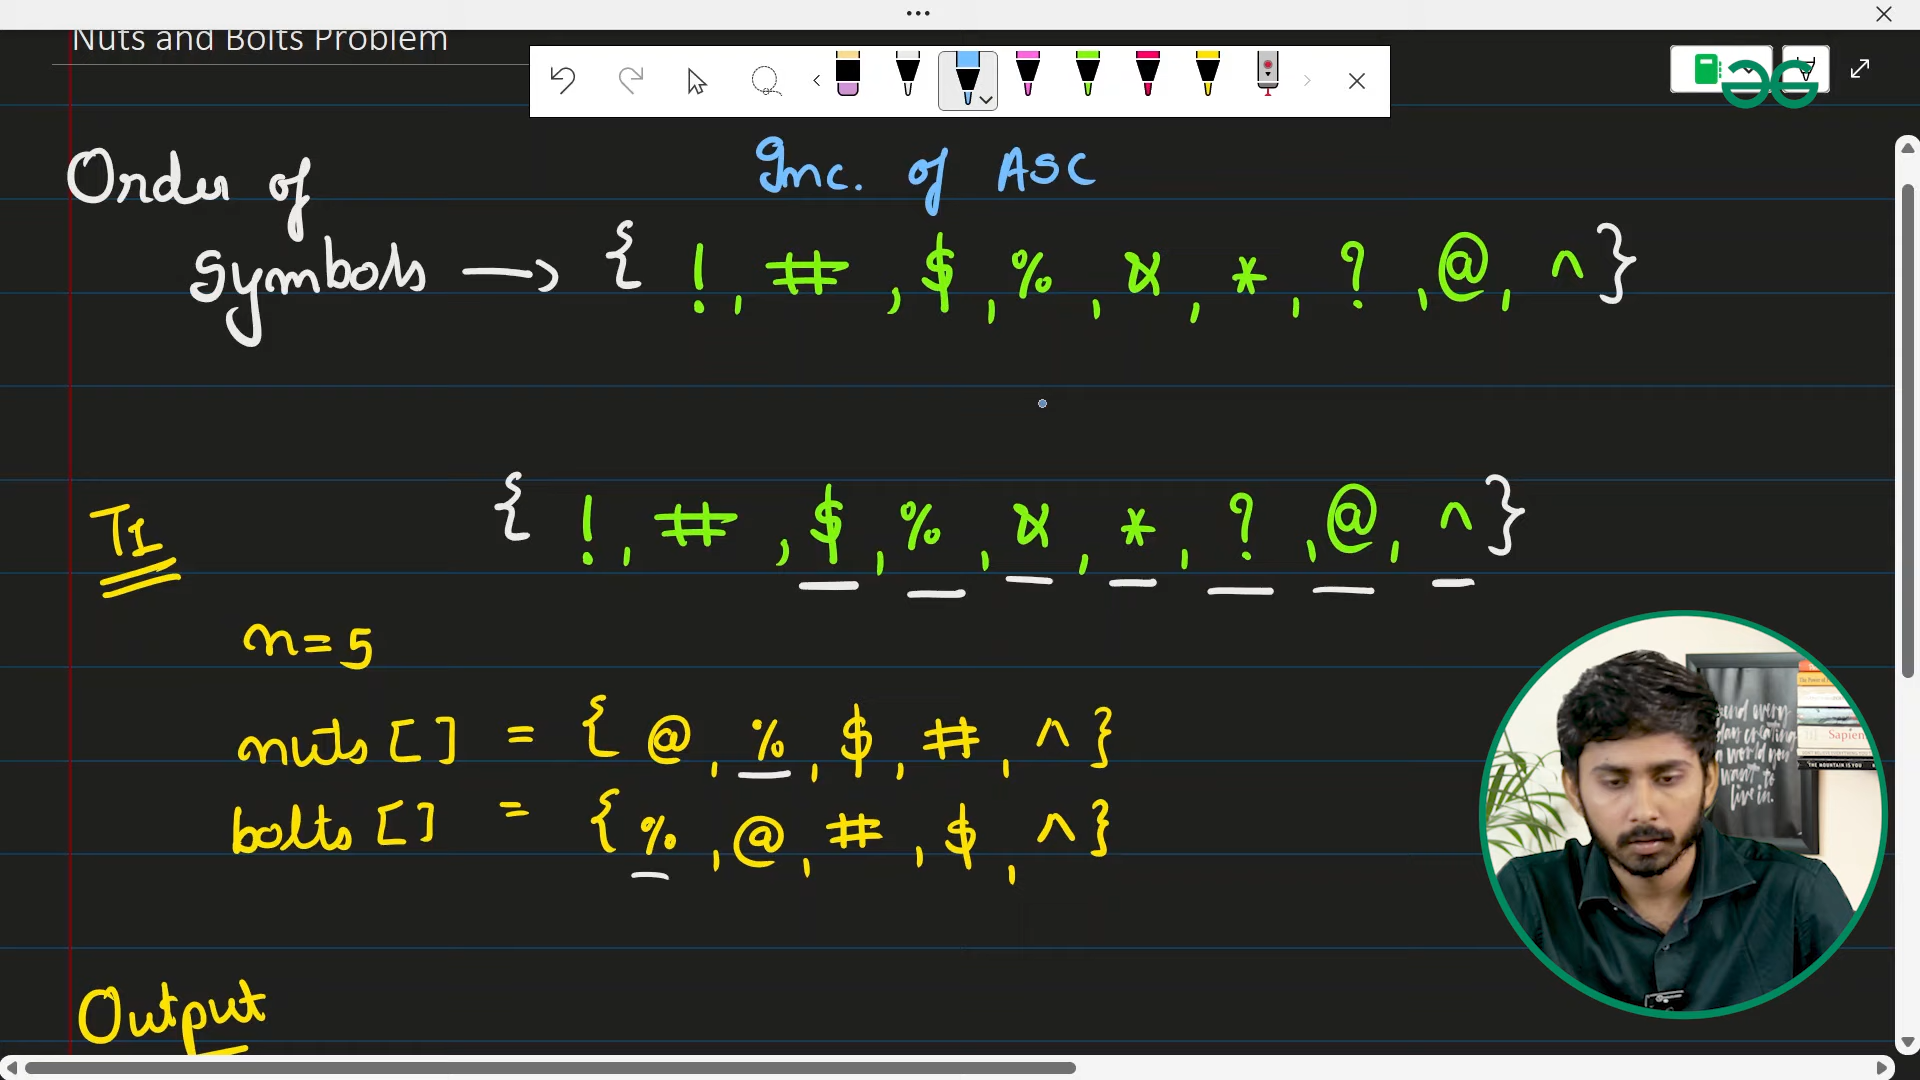 Nuts and Bolts Problem
Order of
Inc. of ASC
symbols → { !, #, $, %, &, *, ?, @, ^ }
T1
{ !, #, $, %, &, *, ?, @, ^ }
n = 5
nuts [ ] = { @, %, $, #, ^ }
bolts [ ] = { %, @, #, $, ^ }
Output